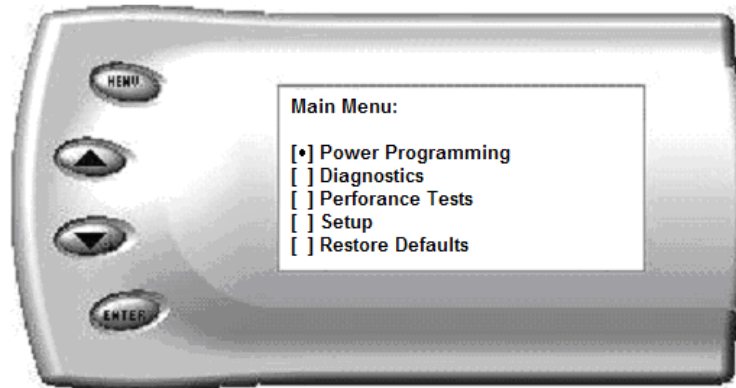 MENU
Main Menu:
[•] Power Programming
[ ] Diagnostics
[ ] Perforance Tests
[ ] Setup
[ ] Restore Defaults
ENTER